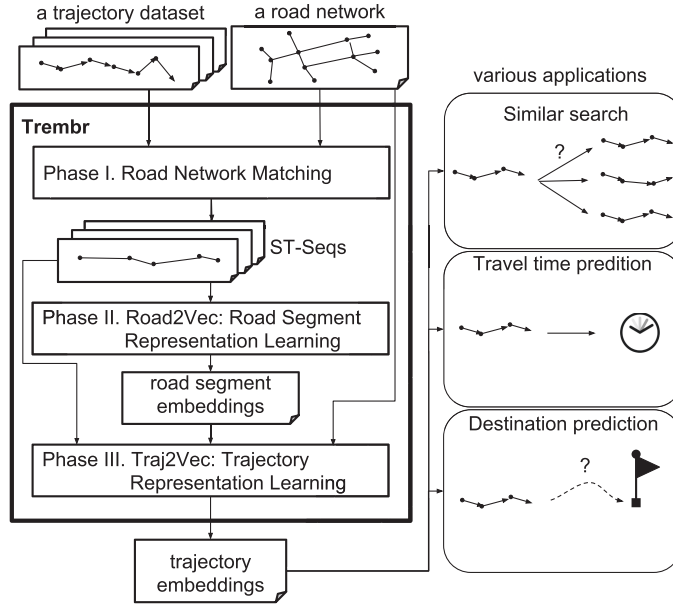 a trajectory dataset
a road network
Trembr
Phase I. Road Network Matching
ST-Seqs
Phase II. Road2Vec: Road Segment
Representation Learning
road segment
embeddings
Phase III. Traj2Vec: Trajectory
Representation Learning
trajectory
embeddings
various applications
Similar search
?
Travel time predition
Destination prediction
?